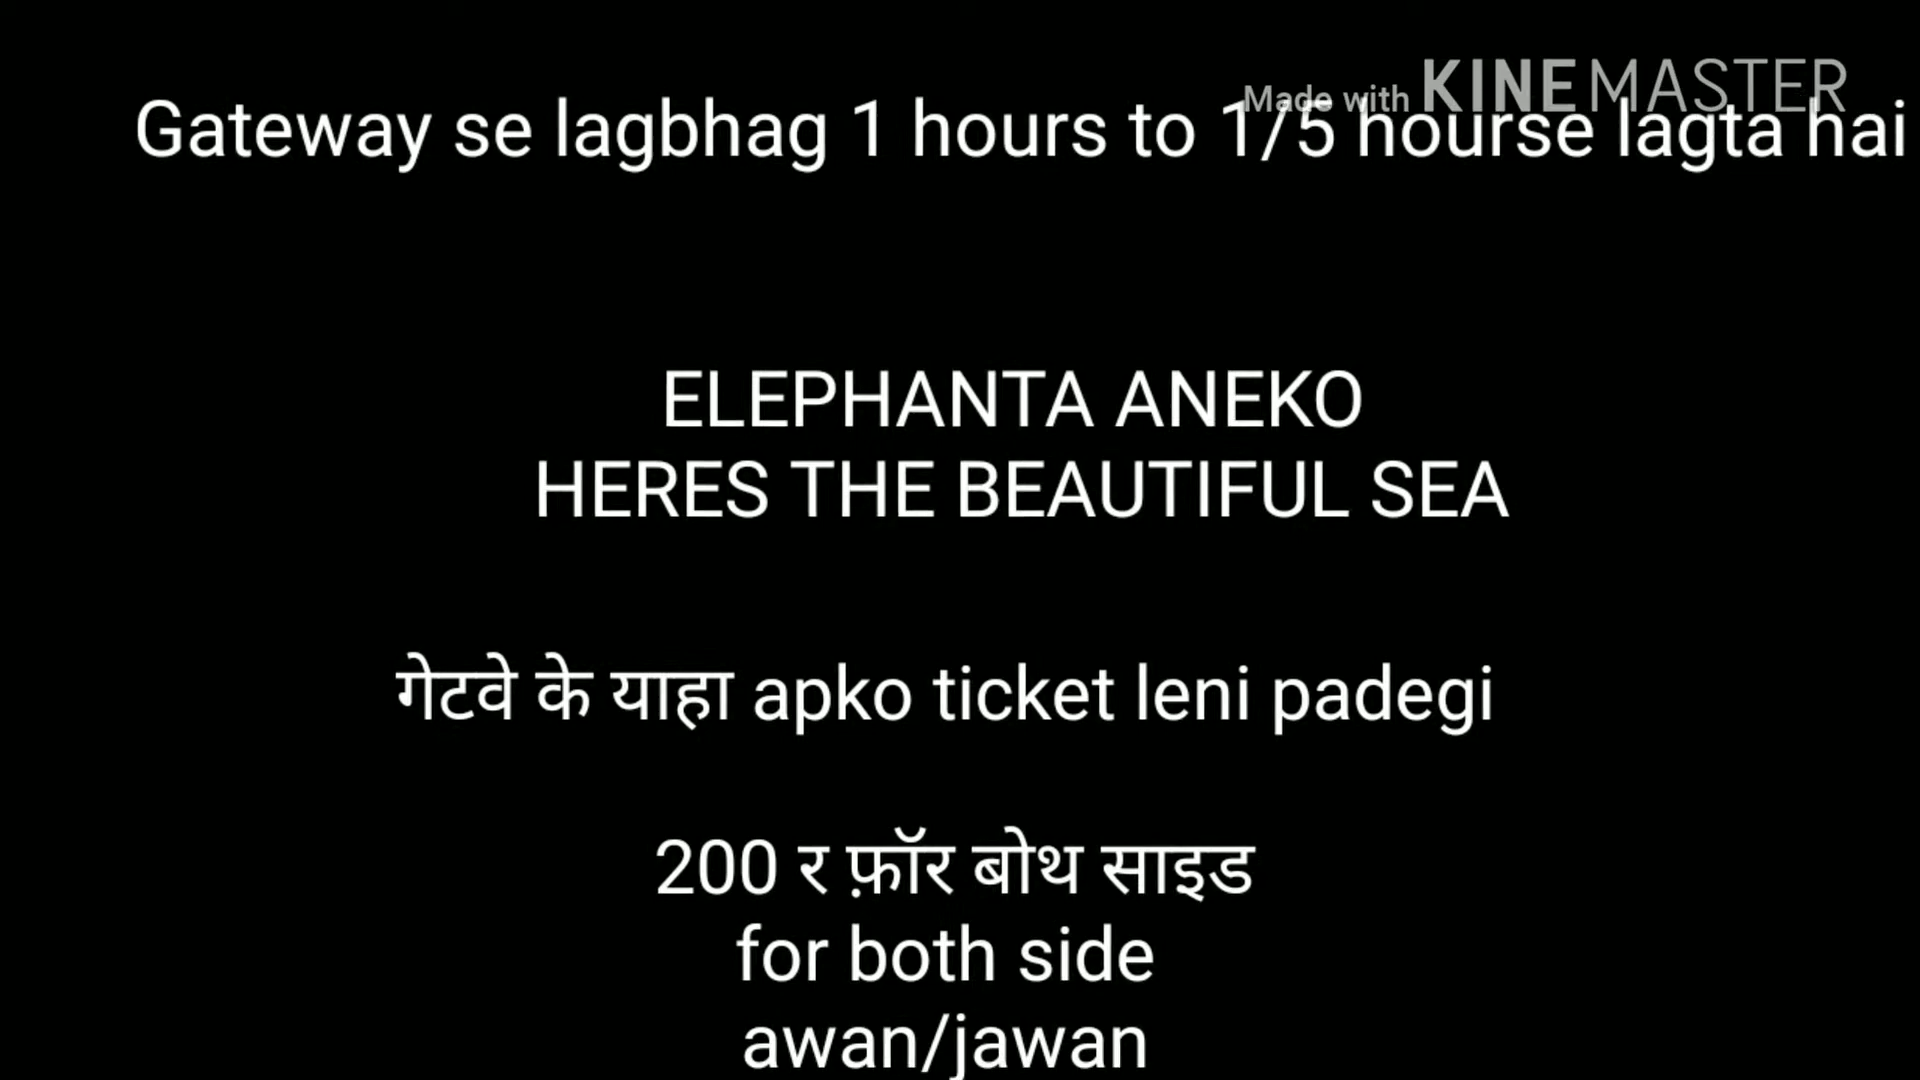 Made with KINEMASTER
Gateway se lagbhag 1 hours to 1/5 hourse lagta hai
ELEPHANTA ANEKO
HERES THE BEAUTIFUL SEA
गेटवे के याहा apko ticket leni padegi
200 र फ़ॉर बोथ साइड
for both side
awan/jawan